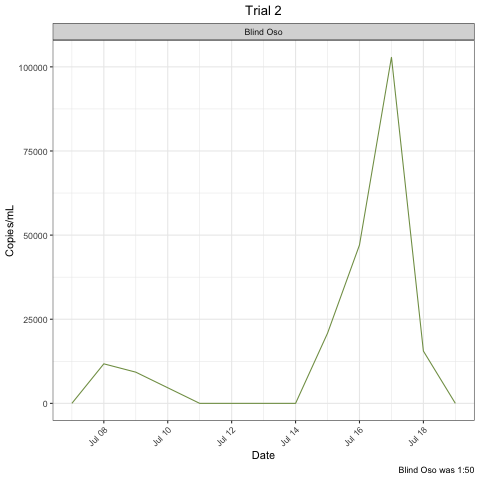 Trial 2
Blind Oso
100000
75000
50000
25000
0
Copies/mL
Jul 08
Jul 10
Jul 12
Jul 14
Jul 16
Jul 18
Date
Blind Oso was 1:50